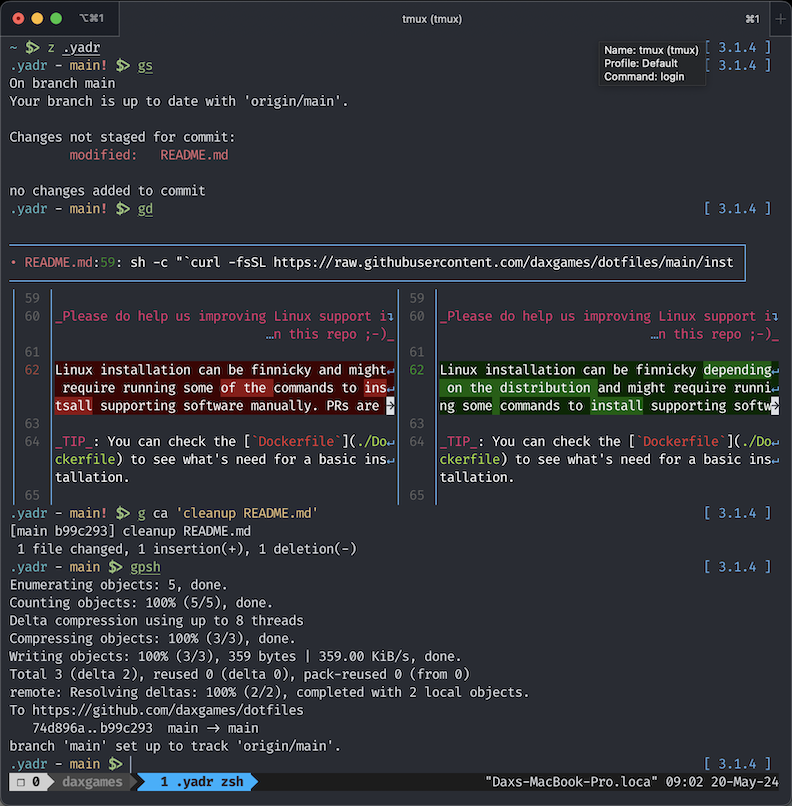 ⌥⌘1 tmux (tmux) ⌘1 +
~ $> z .yadr [ 3.1.4 ]
Name: tmux (tmux)
Profile: Default
Command: login
.yadr - main! $> gs [ 3.1.4 ]
On branch main
Your branch is up to date with 'origin/main'.
Changes not staged for commit:
modified: README.md
no changes added to commit
.yadr - main! $> gd [ 3.1.4 ]
• README.md:59: sh -c "`curl -fsSL https://raw.githubusercontent.com/daxgames/dotfiles/main/inst
59 59
60 _Please do help us improving Linux support i↴ 60 _Please do help us improving Linux support i↴
…n this repo ;-)_ …n this repo ;-)_
61 61
62 Linux installation can be finnicky and might↵ 62 Linux installation can be finnicky depending↵
require running some of the commands to ins↵ on the distribution and might require runni↵
tsall supporting software manually. PRs are → ng some commands to install supporting softw→
63 63
64 _TIP_: You can check the [`Dockerfile`](./Do↵ 64 _TIP_: You can check the [`Dockerfile`](./Do↵
ckerfile) to see what's need for a basic ins↵ ckerfile) to see what's need for a basic ins↵
tallation. tallation.
65 65
.yadr - main! $> g ca 'cleanup README.md' [ 3.1.4 ]
[main b99c293] cleanup README.md
1 file changed, 1 insertion(+), 1 deletion(-)
.yadr - main $> gpsh [ 3.1.4 ]
Enumerating objects: 5, done.
Counting objects: 100% (5/5), done.
Delta compression using up to 8 threads
Compressing objects: 100% (3/3), done.
Writing objects: 100% (3/3), 359 bytes | 359.00 KiB/s, done.
Total 3 (delta 2), reused 0 (delta 0), pack-reused 0 (from 0)
remote: Resolving deltas: 100% (2/2), completed with 2 local objects.
To https://github.com/daxgames/dotfiles
74d896a..b99c293 main -> main
branch 'main' set up to track 'origin/main'.
.yadr - main $> [ 3.1.4 ]
❐ 0 daxgames 1 .yadr zsh "Daxs-MacBook-Pro.loca" 09:02 20-May-24